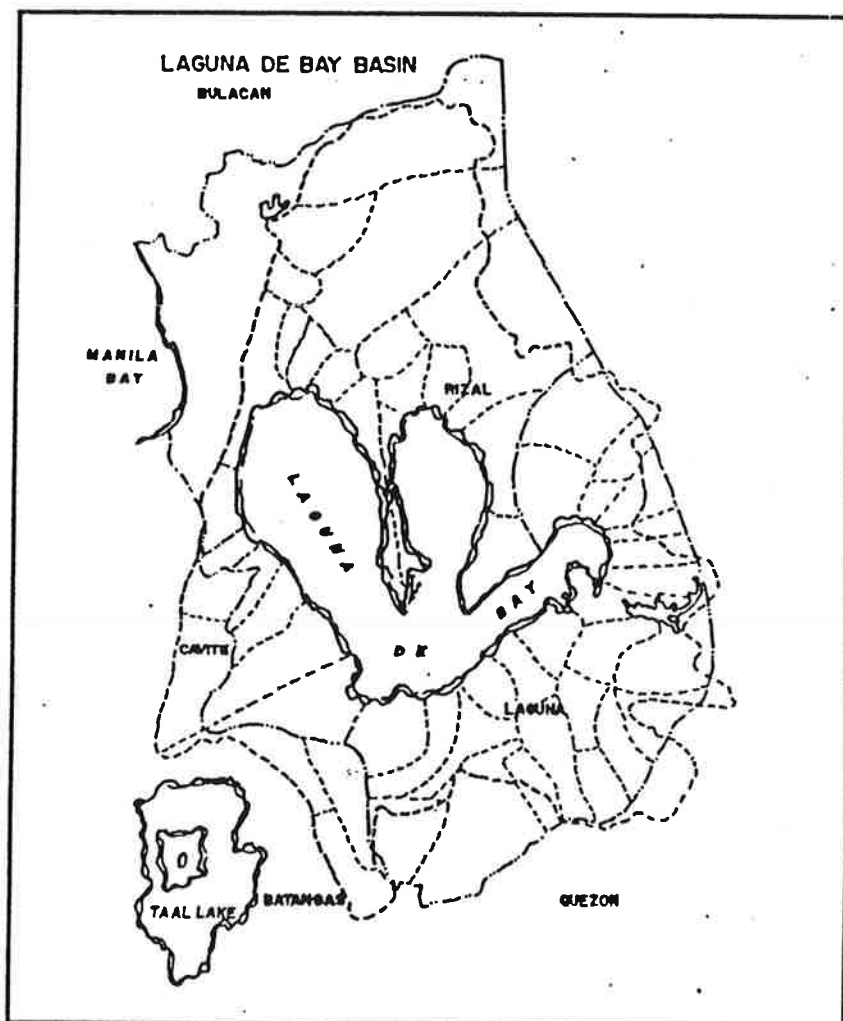 LAGUNA DE BAY BASIN
BULACAN
MANILA
BAY
RIZAL
LAGUNA
DE
BAY
CAVITE
LAGUNA
TAAL LAKE
BATANGAS
QUEZON